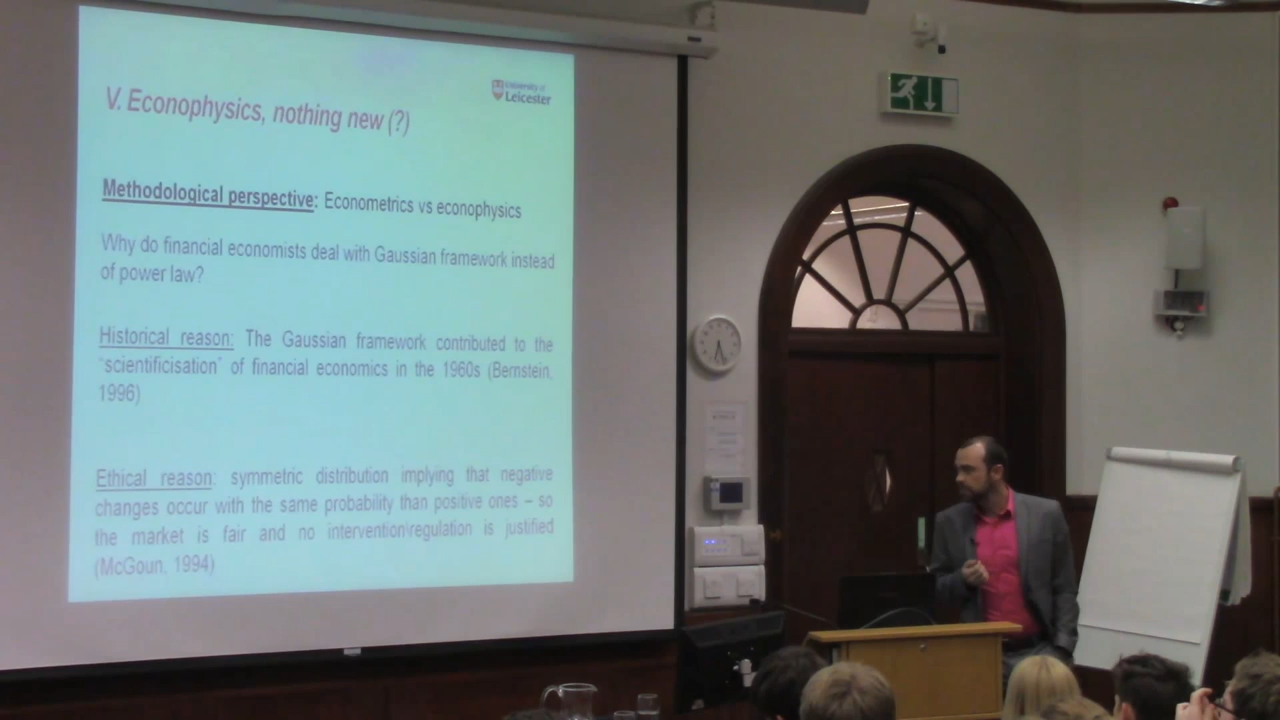 University of
Leicester
V. Econophysics, nothing new (?)
Methodological perspective: Econometrics vs econophysics
Why do financial economists deal with Gaussian framework instead
of power law?
Historical reason: The Gaussian framework contributed to the
"scientificisation" of financial economics in the 1960s (Bernstein,
1996)
Ethical reason: symmetric distribution implying that negative
changes occur with the same probability than positive ones – so
the market is fair and no intervention\regulation is justified
(McGoun, 1994)